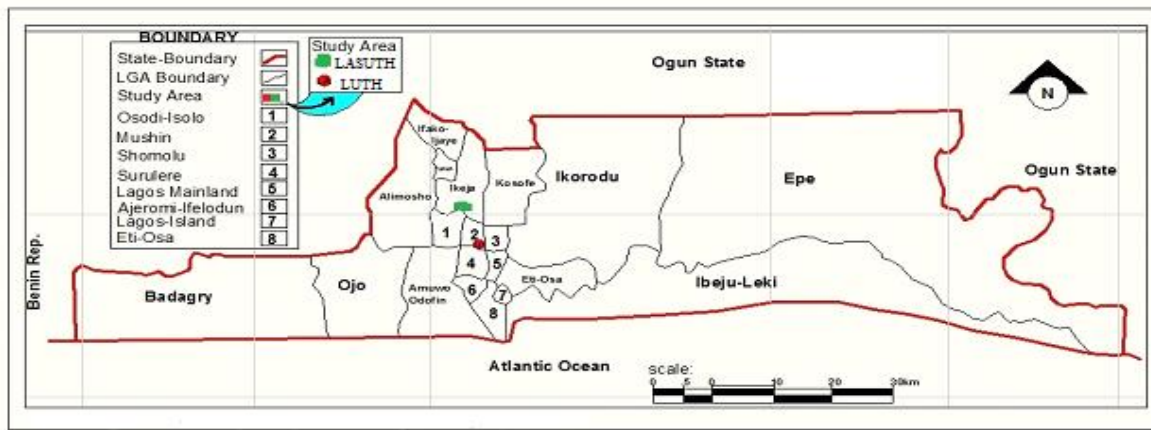 BOUNDARY
State-Boundary
LGA Boundary
Study Area
1 Osodi-Isolo
2 Mushin
3 Shomolu
4 Surulere
5 Lagos Mainland
6 Ajeromi-Ifelodun
7 Lagos-Island
8 Eti-Osa
Study Area
LASUTH
LUTH
Ogun State
N
Ogun State
Ifako-
Ijaye
Ikeja
Konofe
Alimosho
Ikorodu
Epe
1
2
3
4
5
6
7
8
Eti-Osa
Ibeju-Leki
Benin Rep.
Badagry
Ojo
Amuwo
Odofin
Atlantic Ocean
scale:
0 5 0 10 20 30km